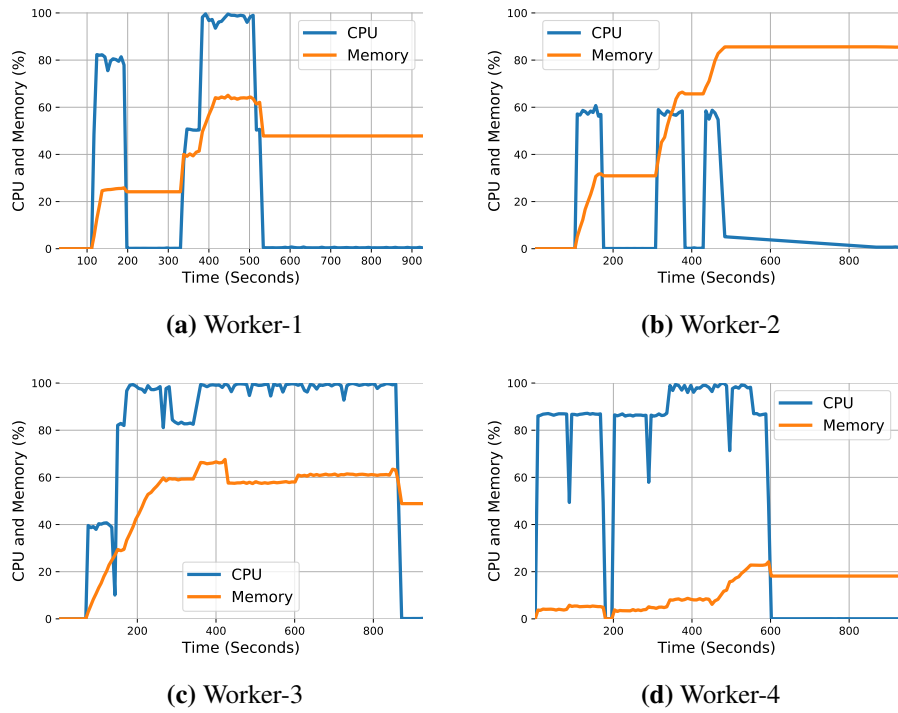 100
80
60
40
20
0
CPU and Memory (%)
CPU
Memory
100 200 300 400 500 600 700 800 900
Time (Seconds)
(a) Worker-1
100
80
60
40
20
0
CPU and Memory (%)
CPU
Memory
200 400 600 800
Time (Seconds)
(b) Worker-2
100
80
60
40
20
0
CPU and Memory (%)
CPU
Memory
200 400 600 800
Time (Seconds)
(c) Worker-3
100
80
60
40
20
0
CPU and Memory (%)
CPU
Memory
200 400 600 800
Time (Seconds)
(d) Worker-4